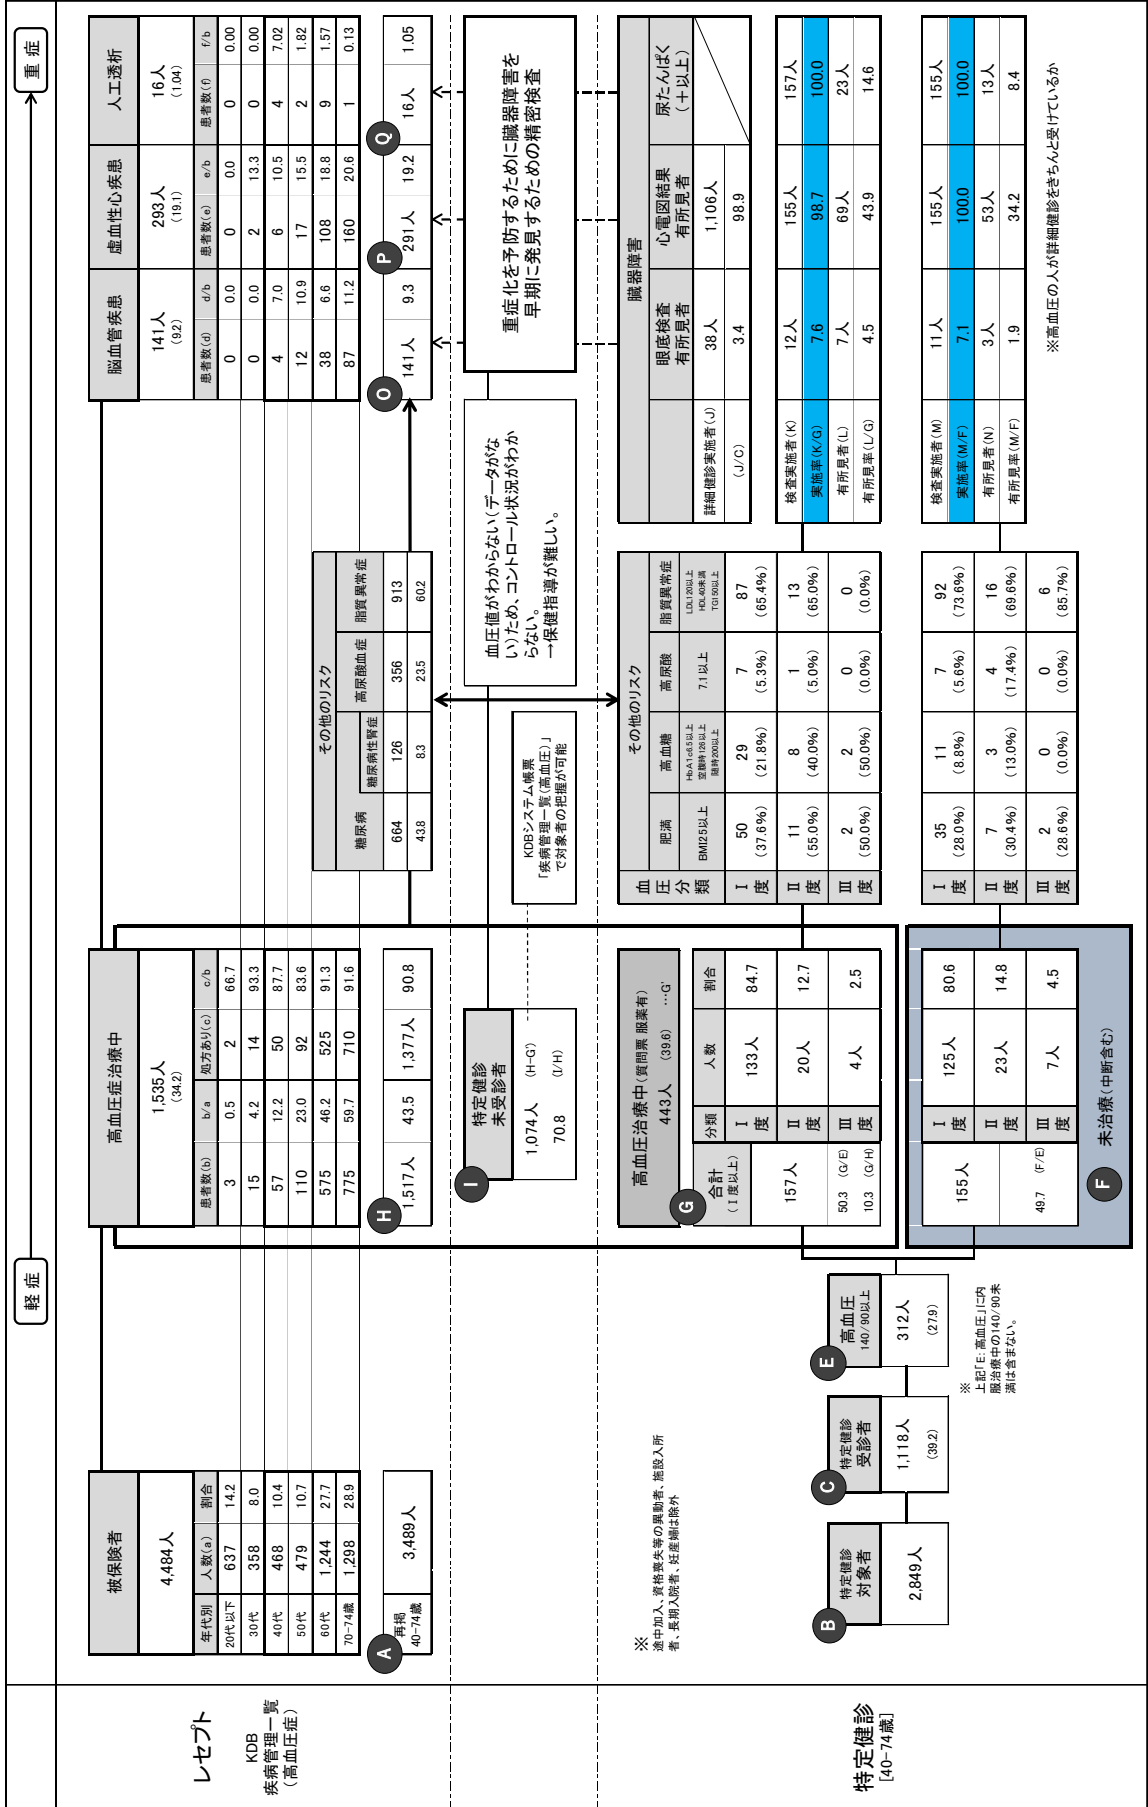 軽症
重症
レセプト
KDB
疾病管理一覧
(高血圧症)
被保険者
4,484人
年代別 人数(a) 割合
20代以下 637 14.2
30代 358 8.0
40代 468 10.4
50代 479 10.7
60代 1,244 27.7
70-74歳 1,298 28.9
A
再掲
40-74歳
3,489人
高血圧症治療中
1,535人
(34.2)
患者数(b) b/a 処方あり(c) c/b
3 0.5 2 66.7
15 4.2 14 93.3
57 12.2 50 87.7
110 23.0 92 83.6
575 46.2 525 91.3
775 59.7 710 91.6
H
1,517人 43.5 1,377人 90.8
脳血管疾患 虚血性心疾患 人工透析
141人 293人 16人
(9.2) (19.1) (1.04)
患者数(d) d/b 患者数(e) e/b 患者数(f) f/b
0 0.0 0 0.0 0 0.00
0 0.0 2 13.3 0 0.00
4 7.0 6 10.5 4 7.02
12 10.9 17 15.5 2 1.82
38 6.6 108 18.8 9 1.57
87 11.2 160 20.6 1 0.13
O P Q
141人 9.3 291人 19.2 16人 1.05
その他のリスク
糖尿病 糖尿病性腎症 高尿酸血症 脂質異常症
664 126 356 913
43.8 8.3 23.5 60.2
I
特定健診
未受診者
1,074人 (H-G')
70.8 (I/H)
KDBシステム帳票
「疾病管理一覧(高血圧)」
で対象者の把握が可能
血圧値がわからない(データがな
い)ため、コントロール状況がわか
らない。
→保健指導が難しい。
重症化を予防するために臓器障害を
早期に発見するための精密検査
特定健診
[40-74歳]
※
途中加入、資格喪失等の異動者、施設入所
者、長期入院者、妊産婦は除外
B
特定健診
対象者
2,849人
C
特定健診
受診者
1,118人
(39.2)
E
高血圧
140/90以上
312人
(27.9)
※
上記「E:高血圧」に内
服治療中の140/90未
満は含まない。
高血圧治療中(質問票 服薬有)
443人 (39.6) …G'
G
合計
(Ⅰ度以上)
分類 人数 割合
157人
50.3 (G/E)
10.3 (G/H)
Ⅰ度 133人 84.7
Ⅱ度 20人 12.7
Ⅲ度 4人 2.5
155人
49.7 (F/E)
Ⅰ度 125人 80.6
Ⅱ度 23人 14.8
Ⅲ度 7人 4.5
F
未治療(中断含む)
血圧分類
その他のリスク
肥満 高血糖 高尿酸 脂質異常症
BMI25以上
HbA1c6.5以上
空腹時126以上
随時200以上
7.1以上
LDL120以上
HDL40未満
TG150以上
Ⅰ度 50 29 7 87
(37.6%) (21.8%) (5.3%) (65.4%)
Ⅱ度 11 8 1 13
(55.0%) (40.0%) (5.0%) (65.0%)
Ⅲ度 2 2 0 0
(50.0%) (50.0%) (0.0%) (0.0%)
Ⅰ度 35 11 7 92
(28.0%) (8.8%) (5.6%) (73.6%)
Ⅱ度 7 3 4 16
(30.4%) (13.0%) (17.4%) (69.6%)
Ⅲ度 2 0 0 6
(28.6%) (0.0%) (0.0%) (85.7%)
臓器障害
眼底検査
有所見者
心電図結果
有所見者
尿たんぱく
(+以上)
詳細健診実施者(J) 38人 1,106人
(J/C) 3.4 98.9
検査実施者(K) 12人 155人 157人
実施率(K/G) 7.6 98.7 100.0
有所見者(L) 7人 69人 23人
有所見率(L/G) 4.5 43.9 14.6
検査実施者(M) 11人 155人 155人
実施率(M/F) 7.1 100.0 100.0
有所見者(N) 3人 53人 13人
有所見率(M/F) 1.9 34.2 8.4
※高血圧の人が詳細健診をきちんと受けているか